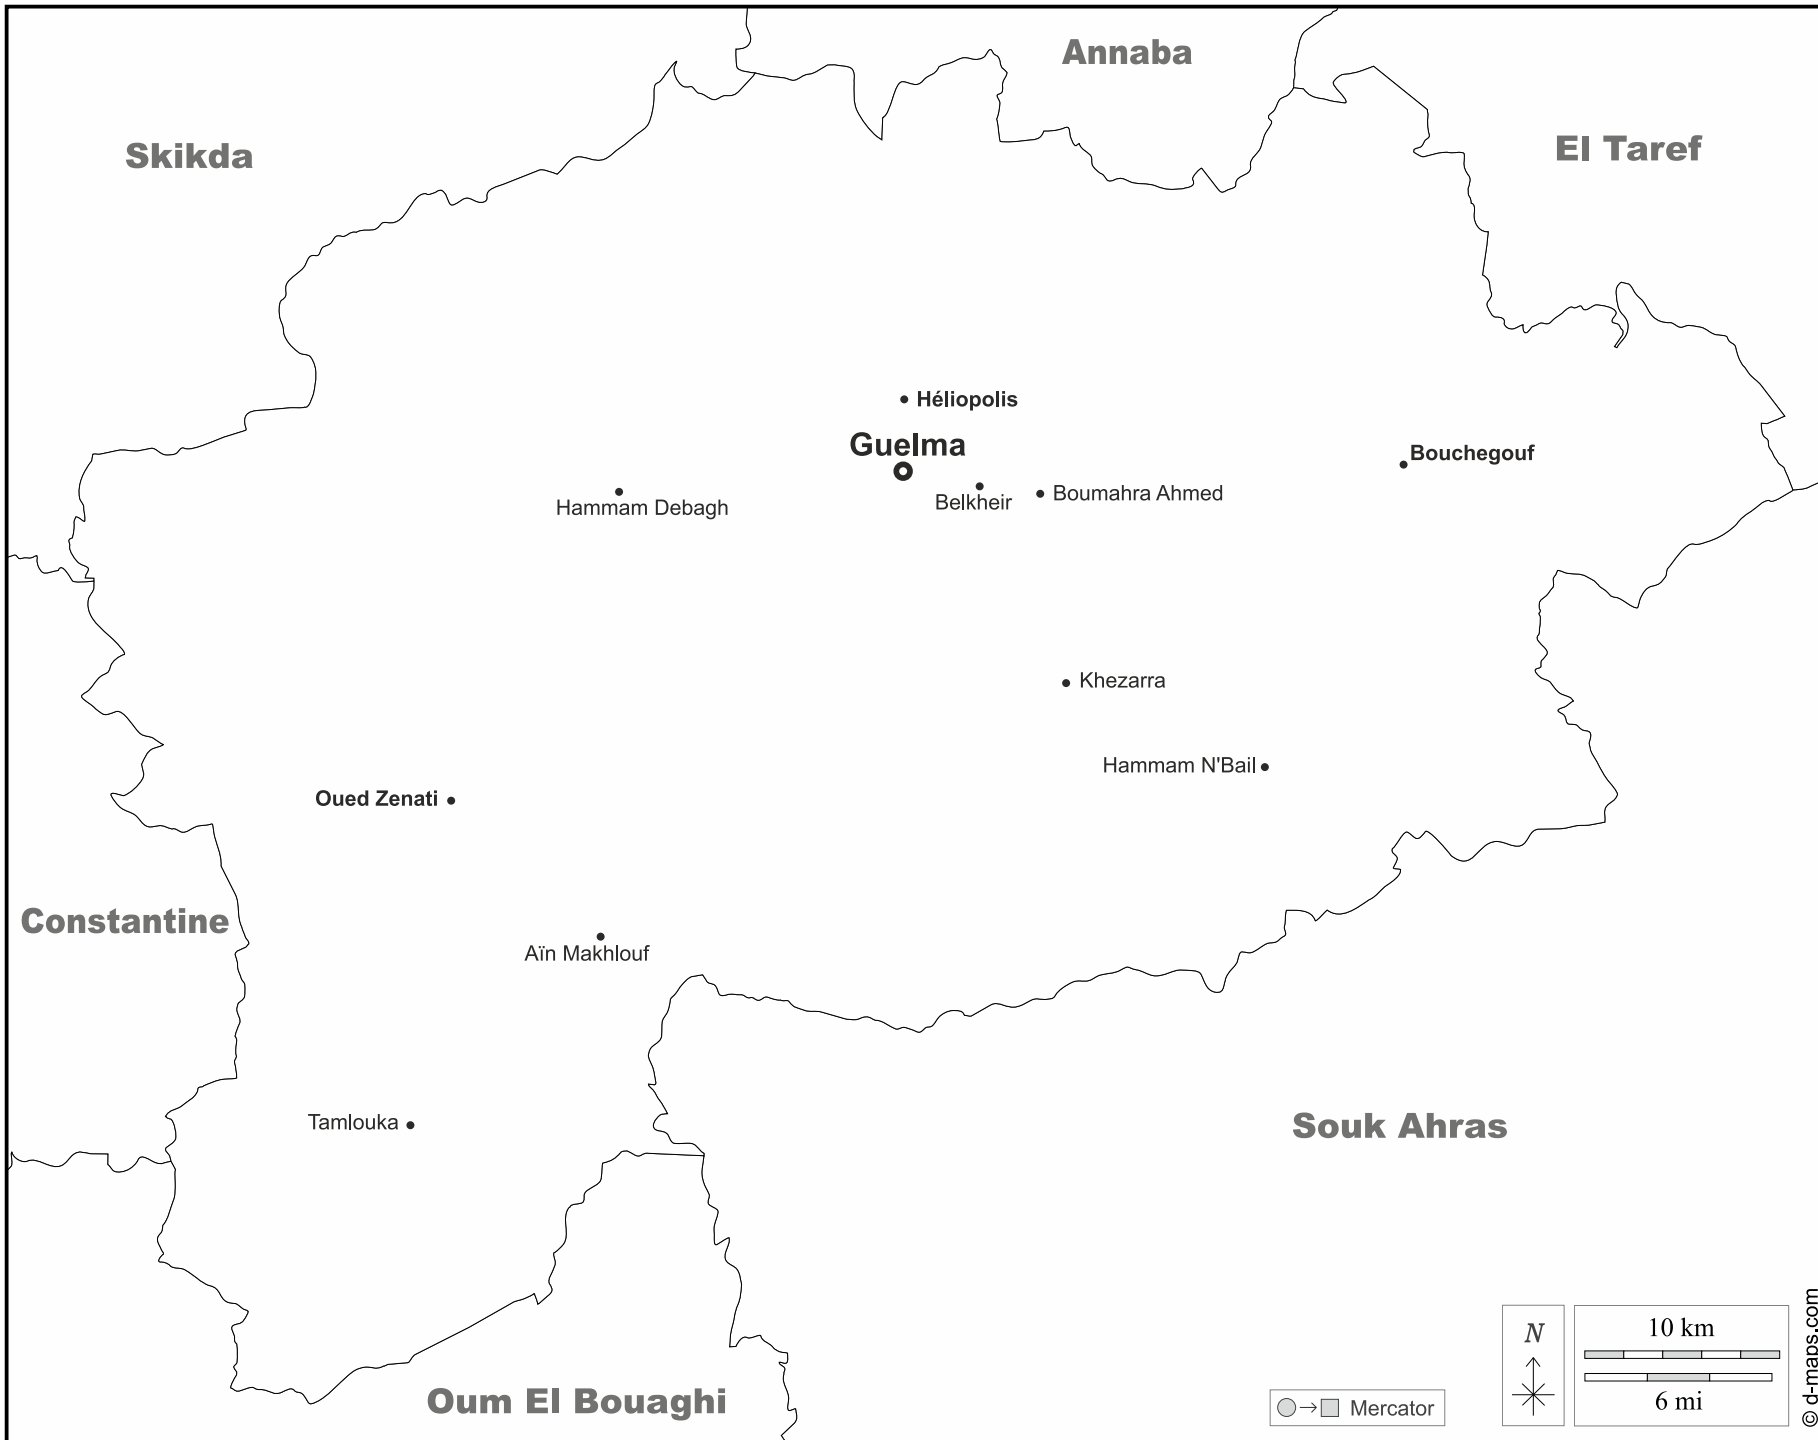 Annaba
Skikda
El Taref
Héliopolis
Guelma
Bouchegouf
Hammam Debagh
Belkheir
Boumahra Ahmed
Khezarra
Hammam N'Bail
Oued Zenati
Constantine
Aïn Makhlouf
Tamlouka
Souk Ahras
Oum El Bouaghi
Mercator
N
10 km
6 mi
© d-maps.com